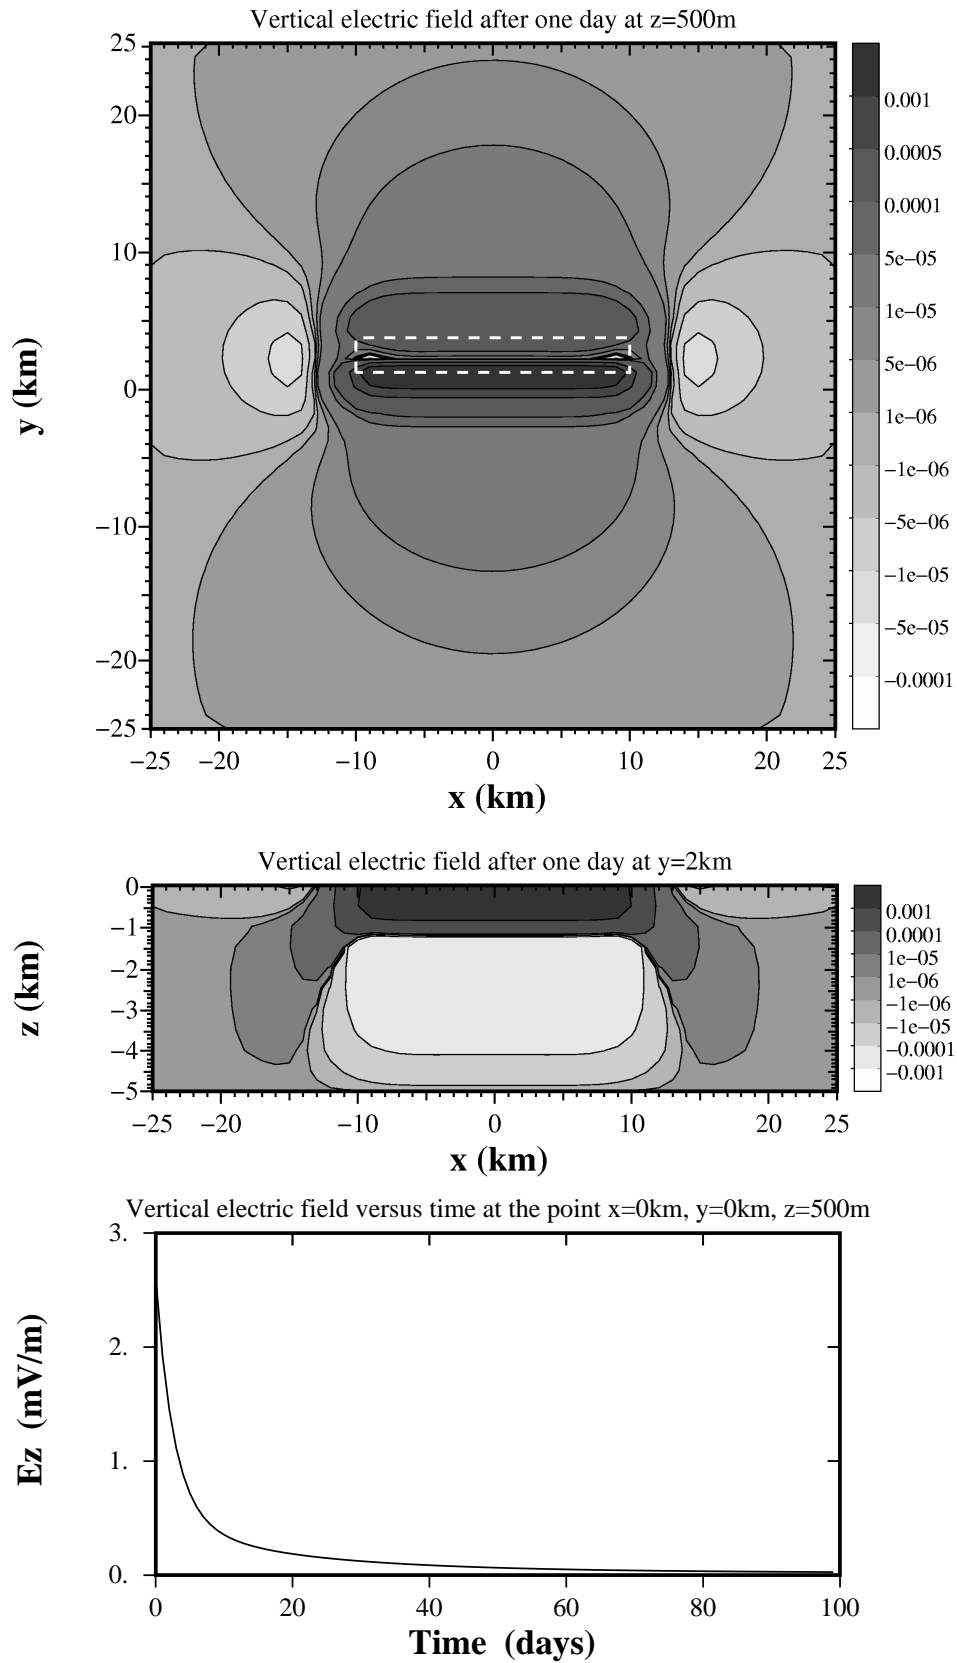 Vertical electric field after one day at z=500m
25
20
10
0
−10
−20
−25
y (km)
−25 −20 −10 0 10 20 25
x (km)
0.001
0.0005
0.0001
5e−05
1e−05
5e−06
1e−06
−1e−06
−5e−06
−1e−05
−5e−05
−0.0001
Vertical electric field after one day at y=2km
0
−1
−2
−3
−4
−5
z (km)
−25 −20 −10 0 10 20 25
x (km)
0.001
0.0001
1e−05
1e−06
−1e−06
−1e−05
−0.0001
−0.001
Vertical electric field versus time at the point x=0km, y=0km, z=500m
3.
2.
1.
0.
Ez (mV/m)
0 20 40 60 80 100
Time (days)